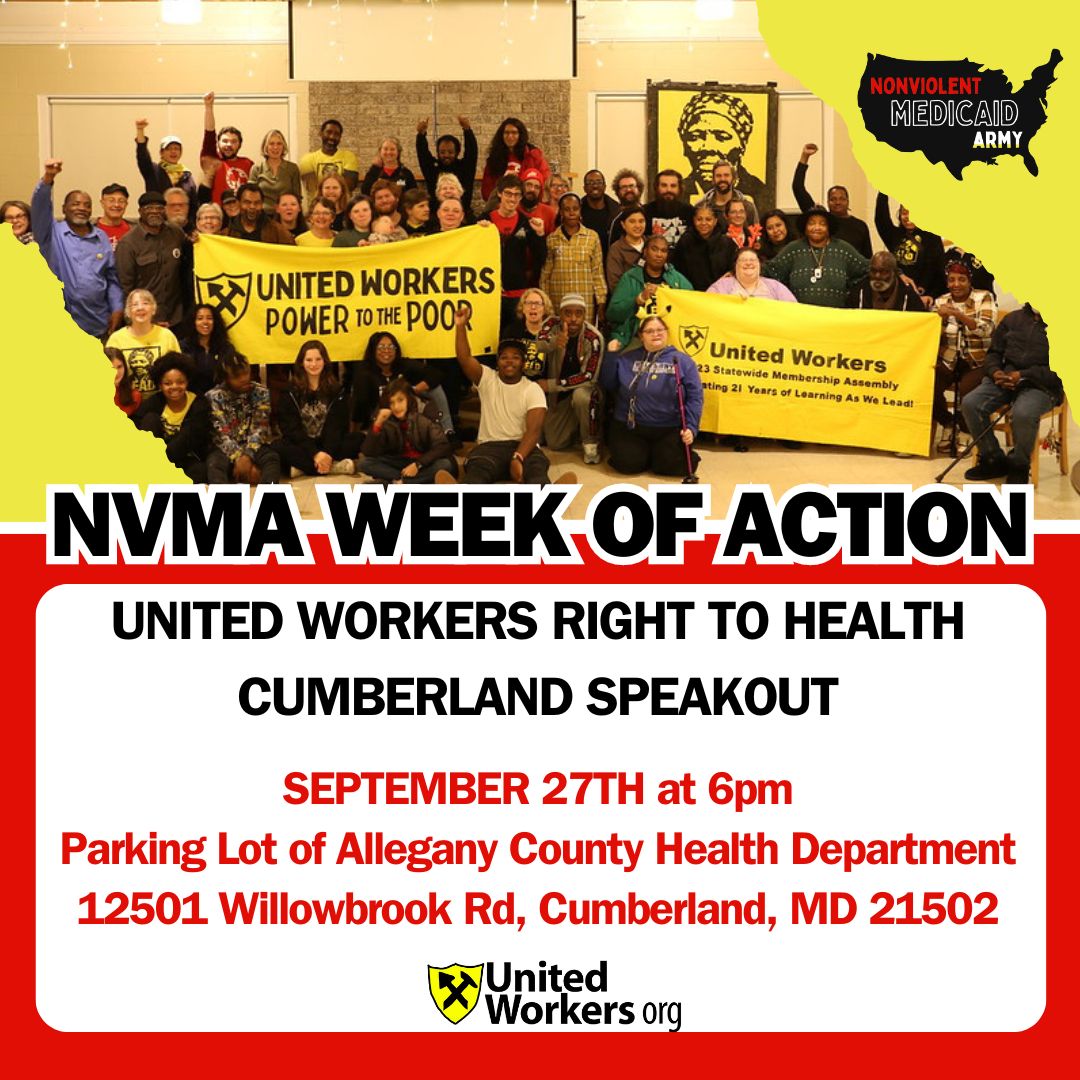 NONVIOLENT
MEDICAID
ARMY
UNITED WORKERS
POWER TO THE POOR
United Workers
23 Statewide Membership Assembly
ating 21 Years of Learning As We Lead!
NVMA WEEK OF ACTION
UNITED WORKERS RIGHT TO HEALTH
CUMBERLAND SPEAKOUT
SEPTEMBER 27TH at 6pm
Parking Lot of Allegany County Health Department
12501 Willowbrook Rd, Cumberland, MD 21502
United
Workers org